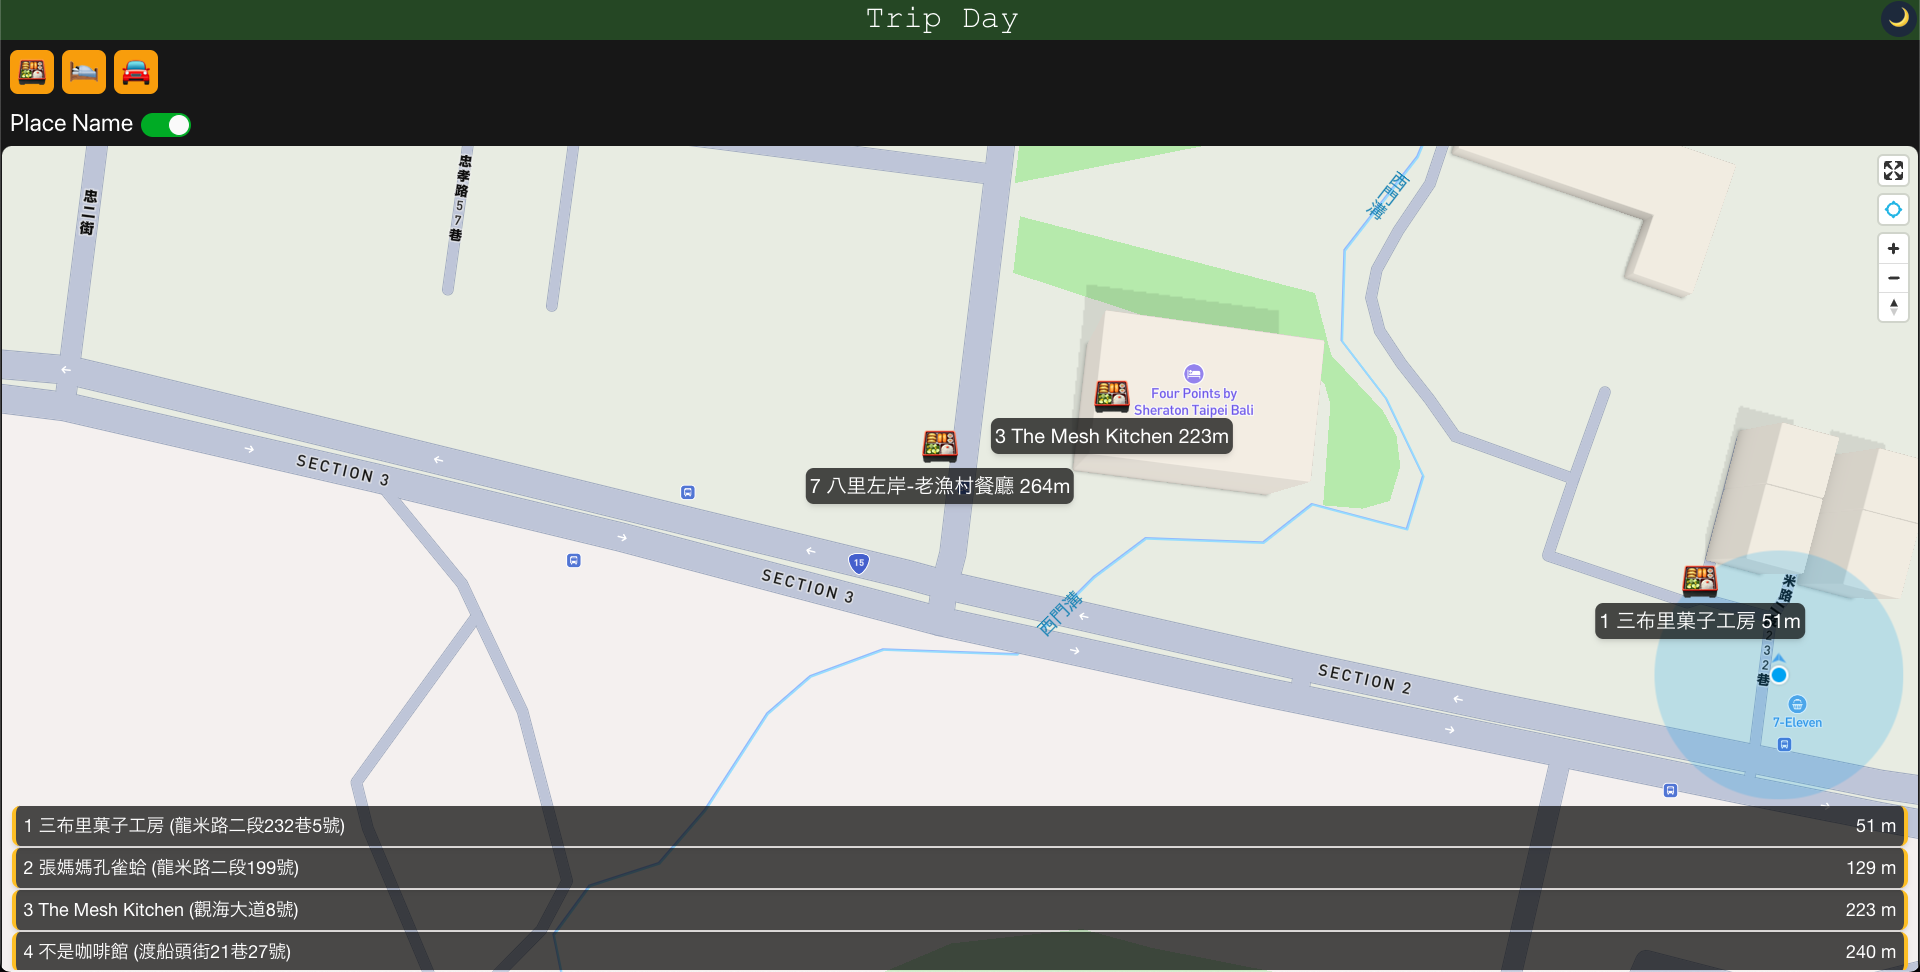 Trip Day
Place Name
忠二街
忠孝路57巷
西門溝
Four Points by
Sheraton Taipei Bali
3 The Mesh Kitchen 223m
7 八里左岸-老漁村餐廳 264m
SECTION 3
15
SECTION 3
西門溝
米路二
1 三布里菓子工房 51m
232巷
SECTION 2
7-Eleven
1 三布里菓子工房 (龍米路二段232巷5號) 51 m
2 張媽媽孔雀蛤 (龍米路二段199號) 129 m
3 The Mesh Kitchen (觀海大道8號) 223 m
4 不是咖啡館 (渡船頭街21巷27號) 240 m